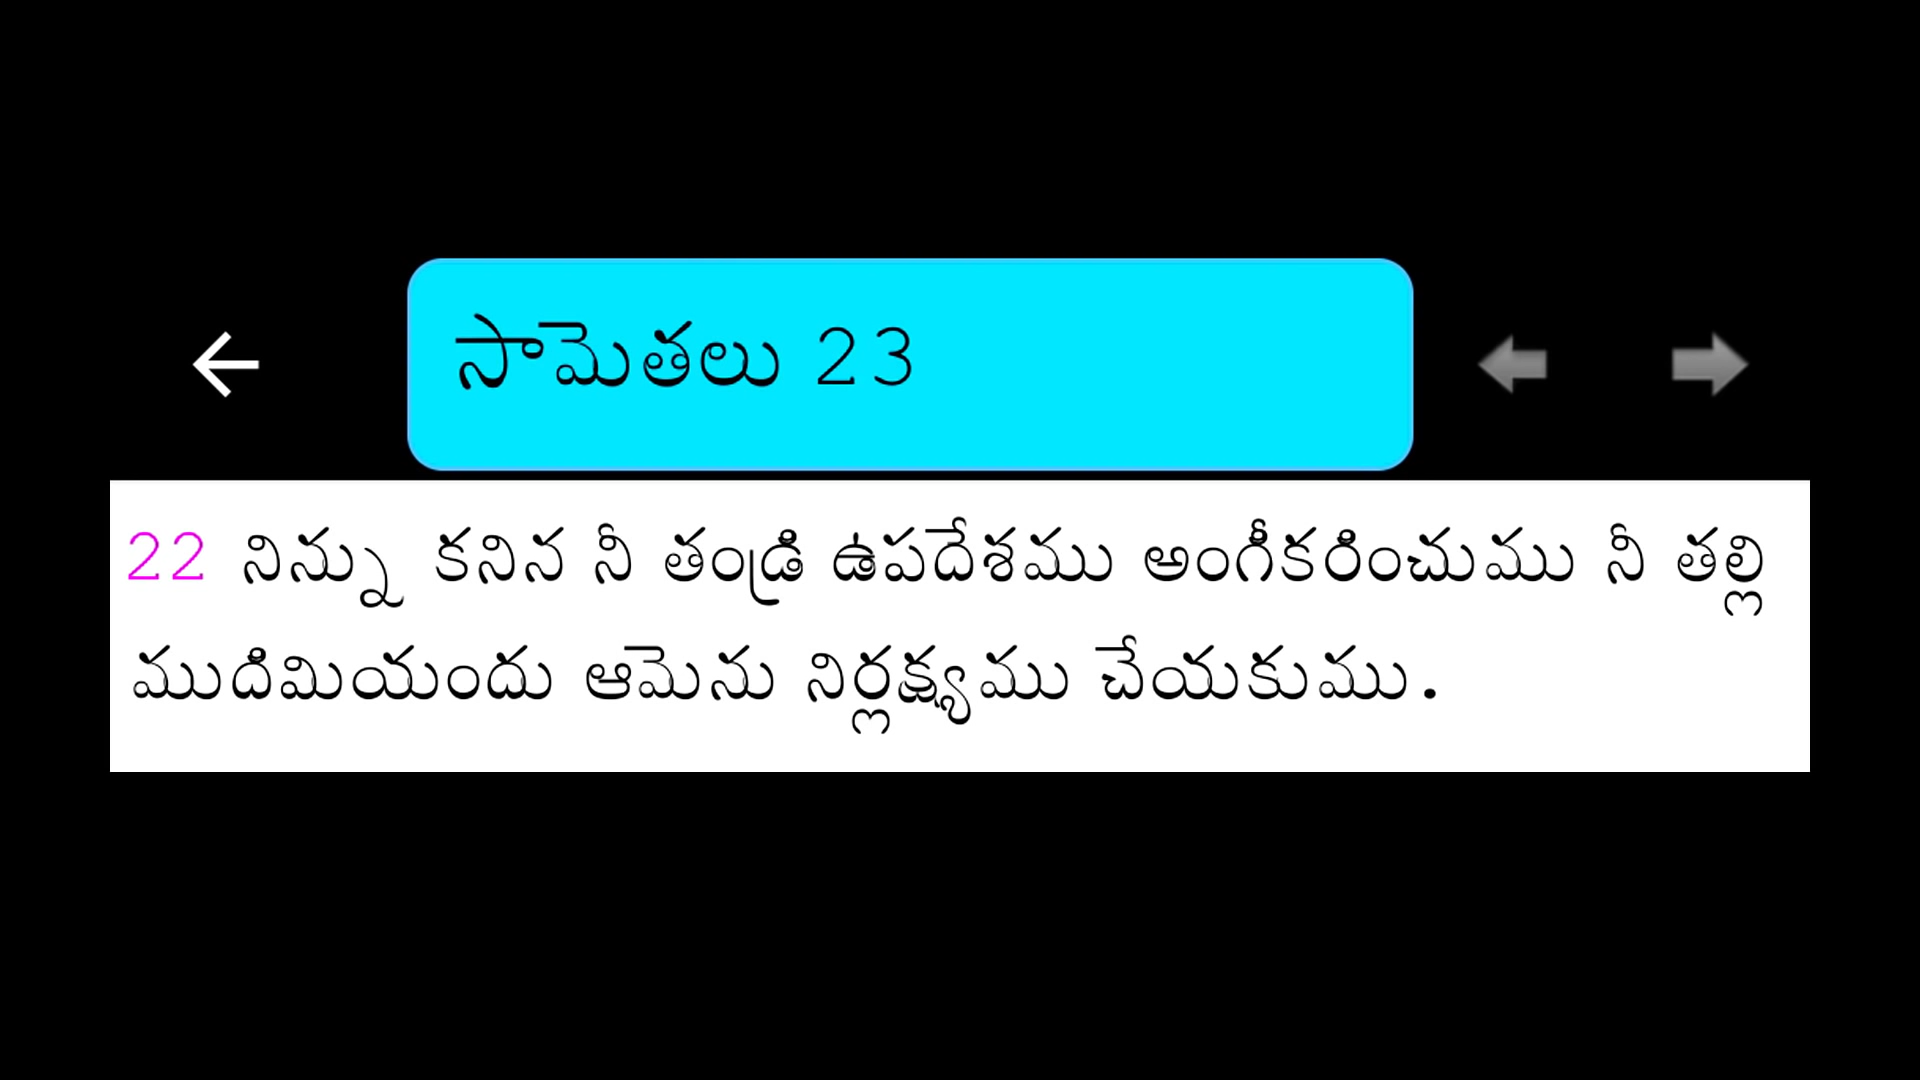 సామెతలు 23
22 నిన్ను కనిన నీ తండ్రి ఉపదేశము అంగీకరించుము నీ తల్లి
ముదిమియందు ఆమెను నిర్లక్ష్యము చేయకుము.